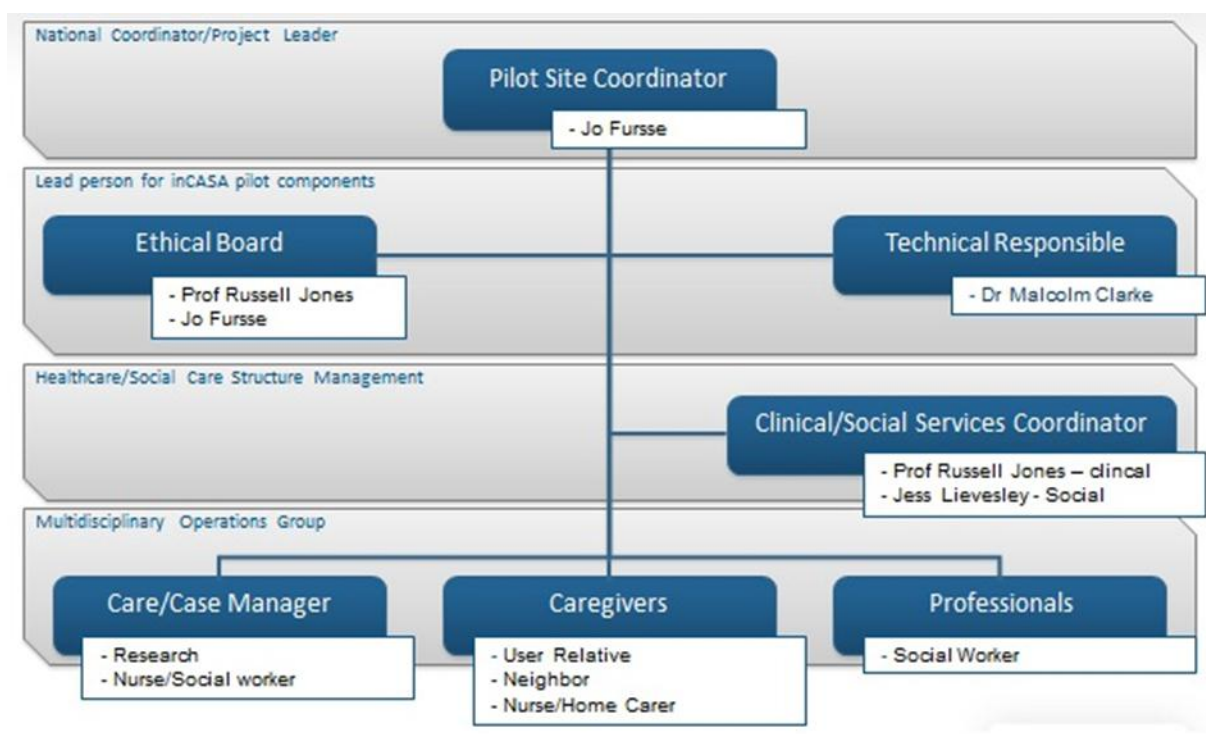 National Coordinator/Project Leader
Pilot Site Coordinator
- Jo Fursse
Lead person for inCASA pilot components
Ethical Board
- Prof Russell Jones
- Jo Fursse
Technical Responsible
- Dr Malcolm Clarke
Healthcare/Social Care Structure Management
Clinical/Social Services Coordinator
- Prof Russell Jones – clincal
- Jess Lievesley - Social
Multidisciplinary Operations Group
Care/Case Manager
- Research
- Nurse/Social worker
Caregivers
- User Relative
- Neighbor
- Nurse/Home Carer
Professionals
- Social Worker